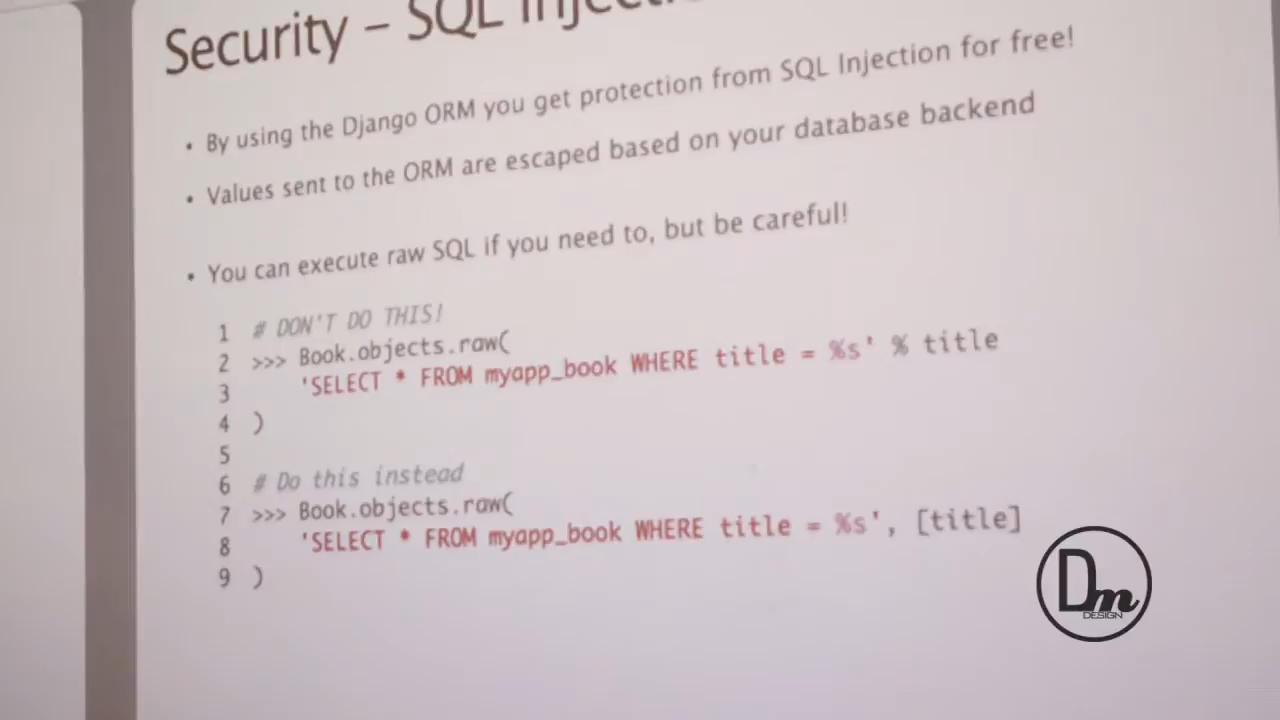 Security – SQL Injection
• By using the Django ORM you get protection from SQL Injection for free!
• Values sent to the ORM are escaped based on your database backend
• You can execute raw SQL if you need to, but be careful!
1 # DON'T DO THIS!
2 >>> Book.objects.raw(
3 'SELECT * FROM myapp_book WHERE title = %s' % title
4 )
5
6 # Do this instead
7 >>> Book.objects.raw(
8 'SELECT * FROM myapp_book WHERE title = %s', [title]
9 )
Dm
DESIGN